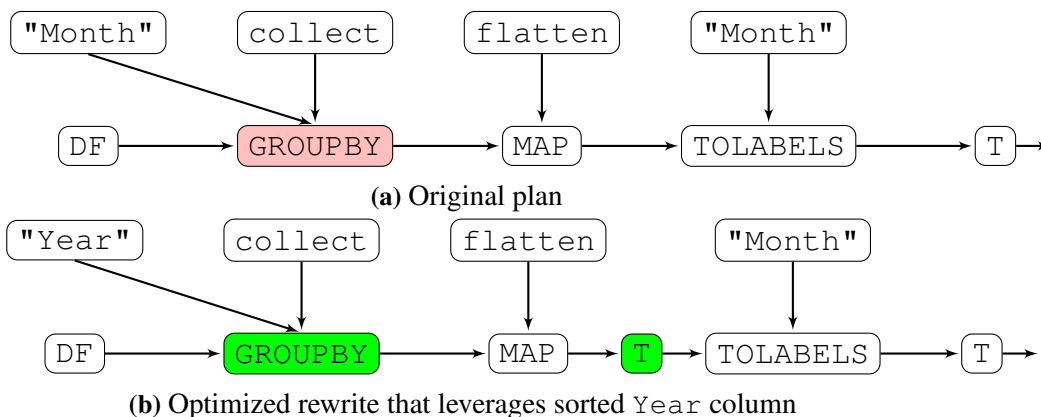 "Month" collect flatten "Month"
DF GROUPBY MAP TOLABELS T
(a) Original plan
"Year" collect flatten "Month"
DF GROUPBY MAP T TOLABELS T
(b) Optimized rewrite that leverages sorted Year column